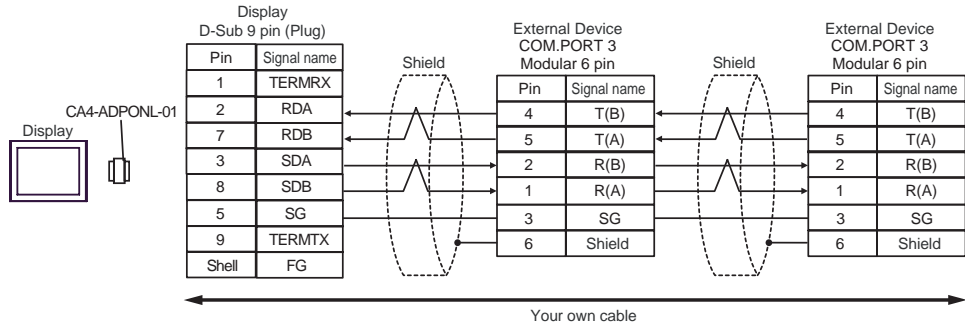 Display
D-Sub 9 pin (Plug)
Pin Signal name
1 TERMRX
2 RDA
7 RDB
3 SDA
8 SDB
5 SG
9 TERMTX
Shell FG
CA4-ADPONL-01
Display
Shield
External Device
COM.PORT 3
Modular 6 pin
Pin Signal name
4 T(B)
5 T(A)
2 R(B)
1 R(A)
3 SG
6 Shield
Shield
External Device
COM.PORT 3
Modular 6 pin
Pin Signal name
4 T(B)
5 T(A)
2 R(B)
1 R(A)
3 SG
6 Shield
Your own cable